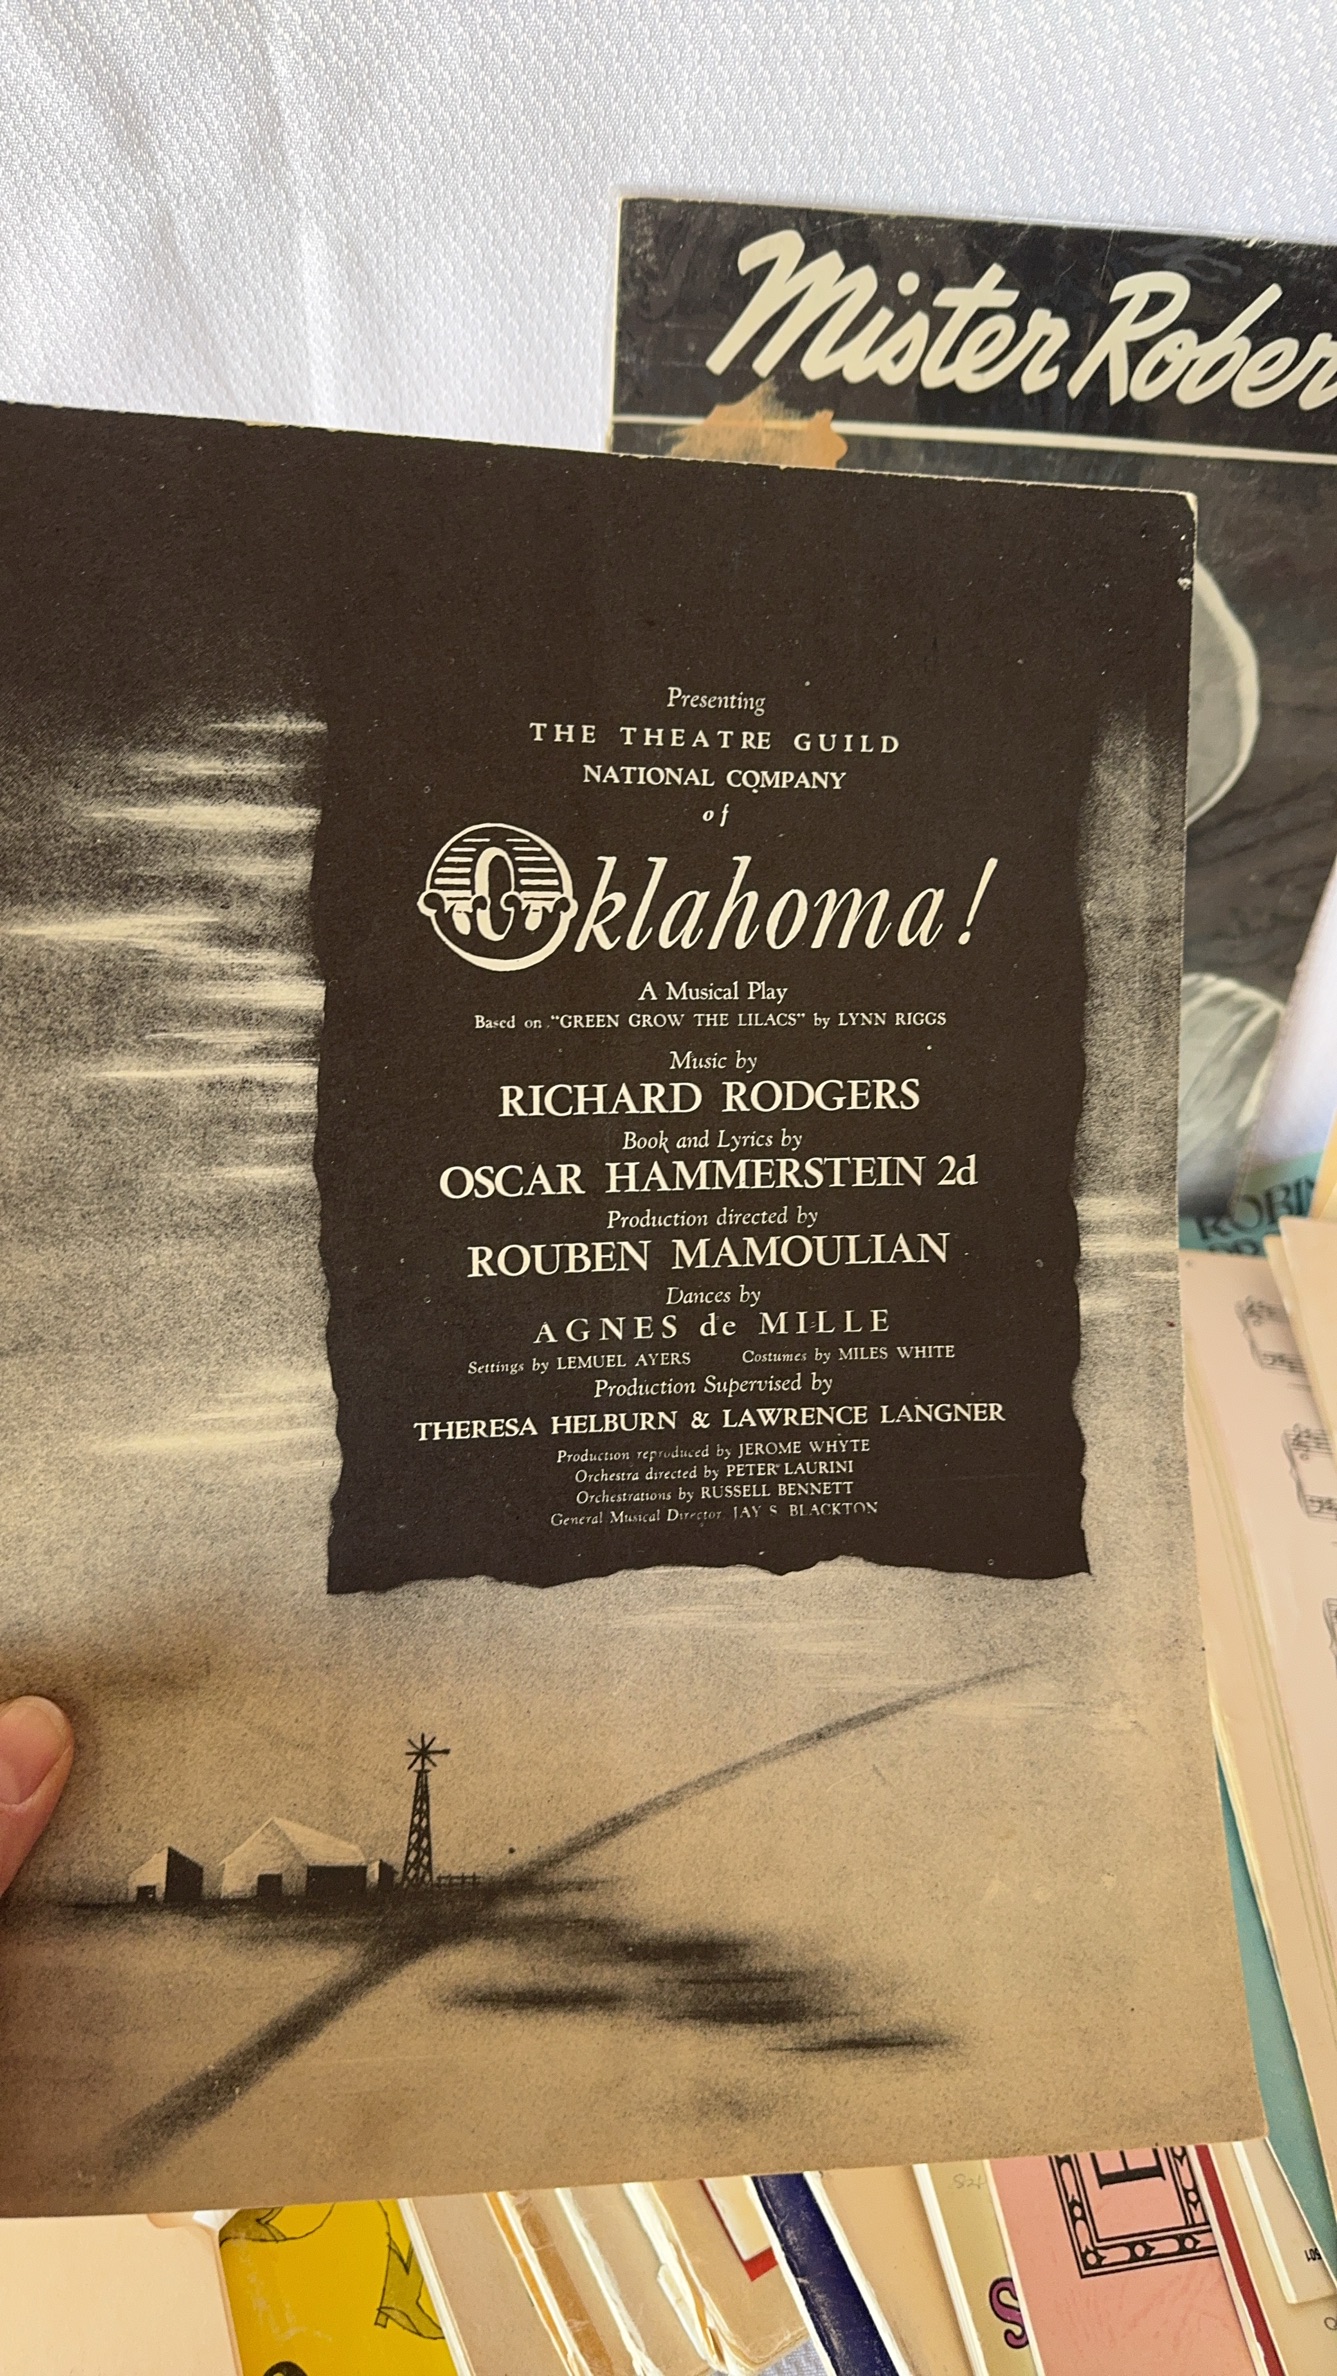 Mister Rober
Presenting
THE THEATRE GUILD
NATIONAL COMPANY
of
Oklahoma!
A Musical Play
Based on "GREEN GROW THE LILACS" by LYNN RIGGS
Music by
RICHARD RODGERS
Book and Lyrics by
OSCAR HAMMERSTEIN 2d
Production directed by
ROUBEN MAMOULIAN
Dances by
AGNES de MILLE
Settings by LEMUEL AYERS Costumes by MILES WHITE
Production Supervised by
THERESA HELBURN & LAWRENCE LANGNER
Production reproduced by JEROME WHYTE
Orchestra directed by PETER LAURINI
Orchestrations by RUSSELL BENNETT
General Musical Director, JAY S. BLACKTON
ROBIN
S